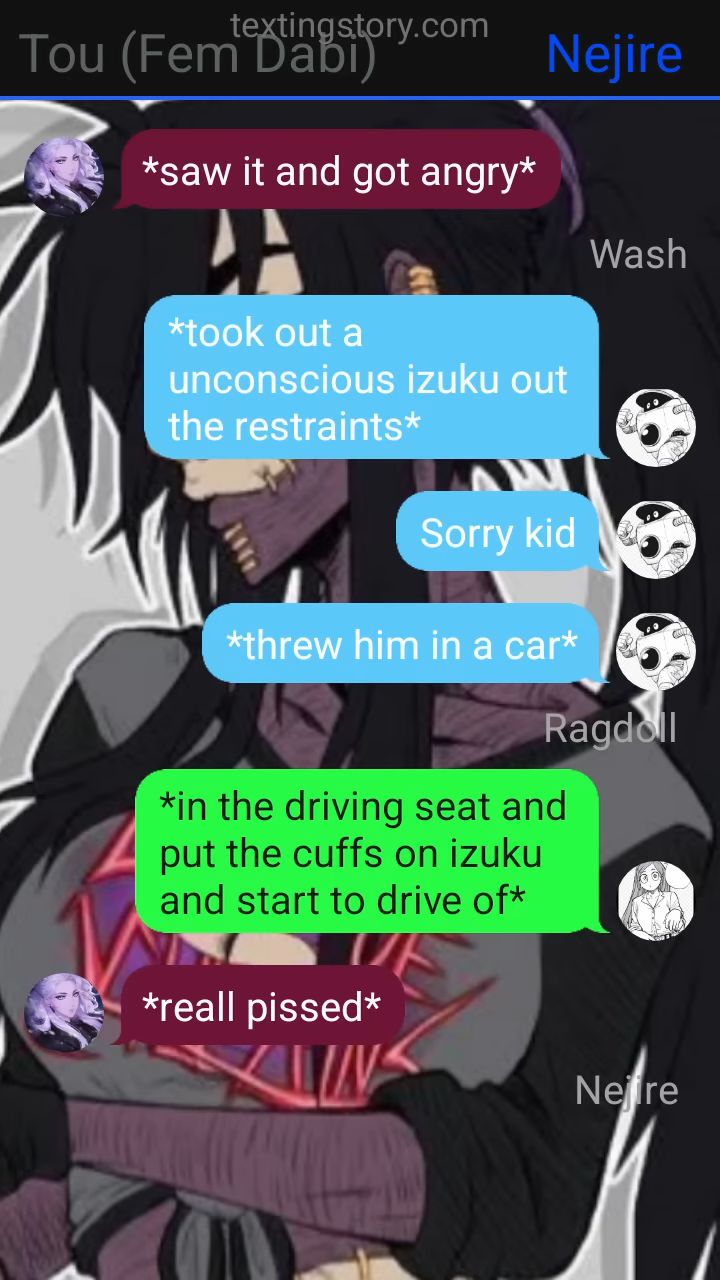 textingstory.com
Tou (Fem Dabi)
Nejire
*saw it and got angry*
Wash
*took out a
unconscious izuku out
the restraints*
Sorry kid
*threw him in a car*
Ragdoll
*in the driving seat and
put the cuffs on izuku
and start to drive of*
*reall pissed*
Nejire